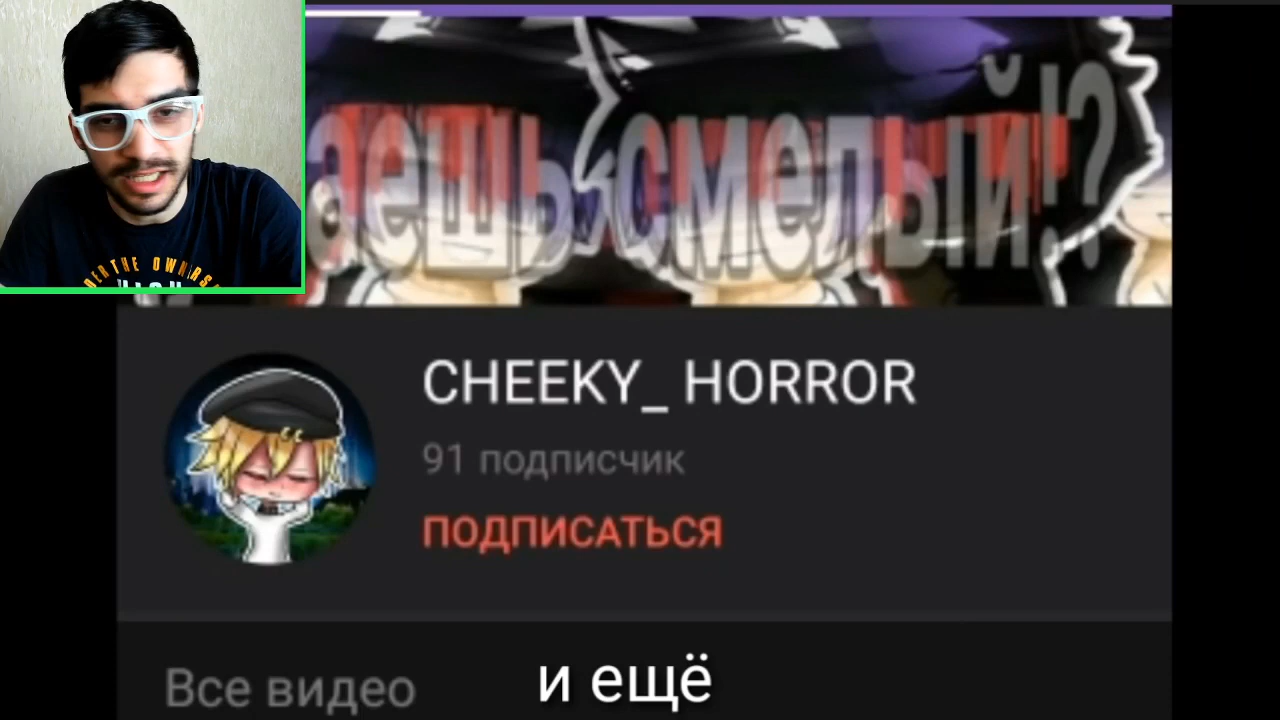 аешь смелый!?
CHEEKY_ HORROR
91 подписчик
ПОДПИСАТЬСЯ
Все видео
и ещё